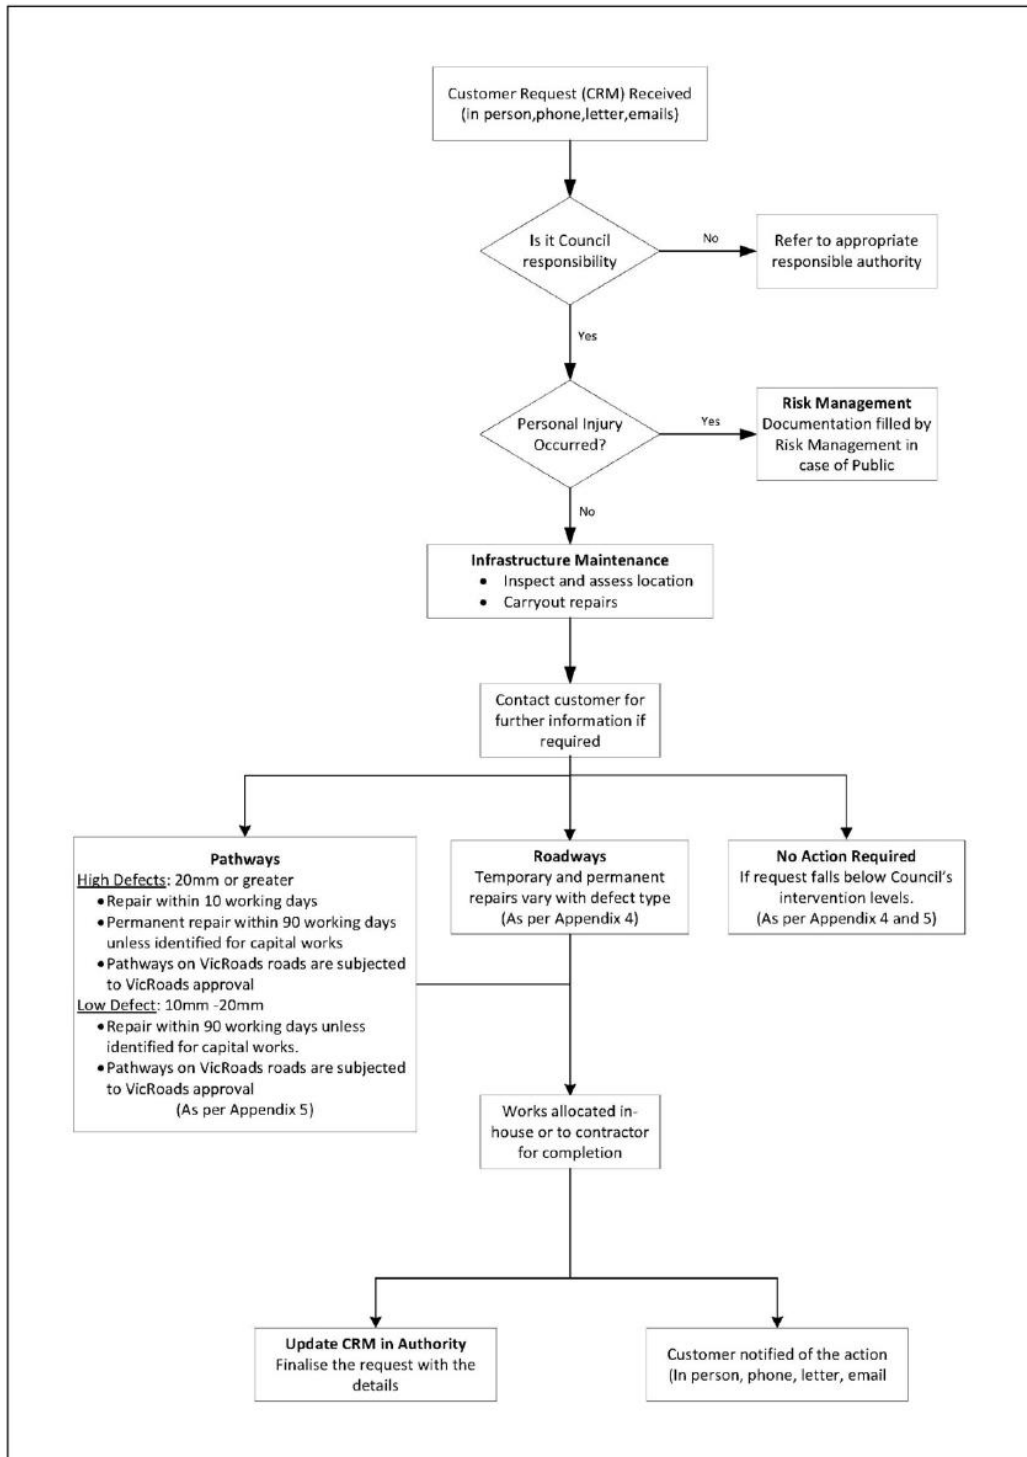 Customer Request (CRM) Received
(in person,phone,letter,emails)
Is it Council
responsibility
No
Refer to appropriate
responsible authority
Yes
Personal Injury
Occurred?
Yes
Risk Management
Documentation filled by
Risk Management in
case of Public
No
Infrastructure Maintenance
• Inspect and assess location
• Carryout repairs
Contact customer for
further information if
required
Pathways
High Defects: 20mm or greater
• Repair within 10 working days
• Permanent repair within 90 working days
unless identified for capital works
• Pathways on VicRoads roads are subjected
to VicRoads approval
Low Defect: 10mm -20mm
• Repair within 90 working days unless
identified for capital works.
• Pathways on VicRoads roads are subjected
to VicRoads approval
(As per Appendix 5)
Roadways
Temporary and permanent
repairs vary with defect type
(As per Appendix 4)
No Action Required
If request falls below Council's
intervention levels.
(As per Appendix 4 and 5)
Works allocated in-
house or to contractor
for completion
Update CRM in Authority
Finalise the request with the
details
Customer notified of the action
(In person, phone, letter, email